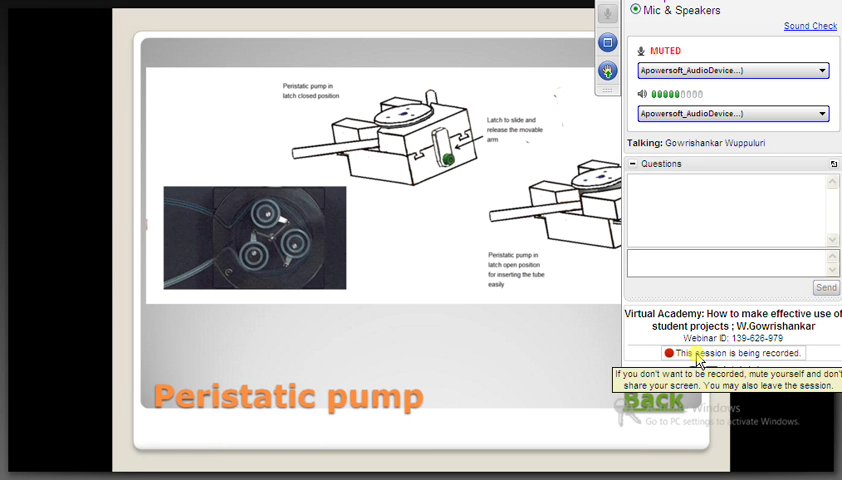 Peristatic pump in
latch closed position
Latch to slide and
release the movable
arm
Peristatic pump in
latch open position
for inserting the tube
easily
Peristatic pump
Back
Mic & Speakers
Sound Check
MUTED
Apowersoft_AudioDevice...)
Apowersoft_AudioDevice...)
Talking: Gowrishankar Wuppuluri
Questions
Send
Virtual Academy: How to make effective use of
student projects ; W.Gowrishankar
Webinar ID: 139-626-979
This session is being recorded.
If you don't want to be recorded, mute yourself and don't
share your screen. You may also leave the session.
Windows
Go to PC settings to activate Windows.